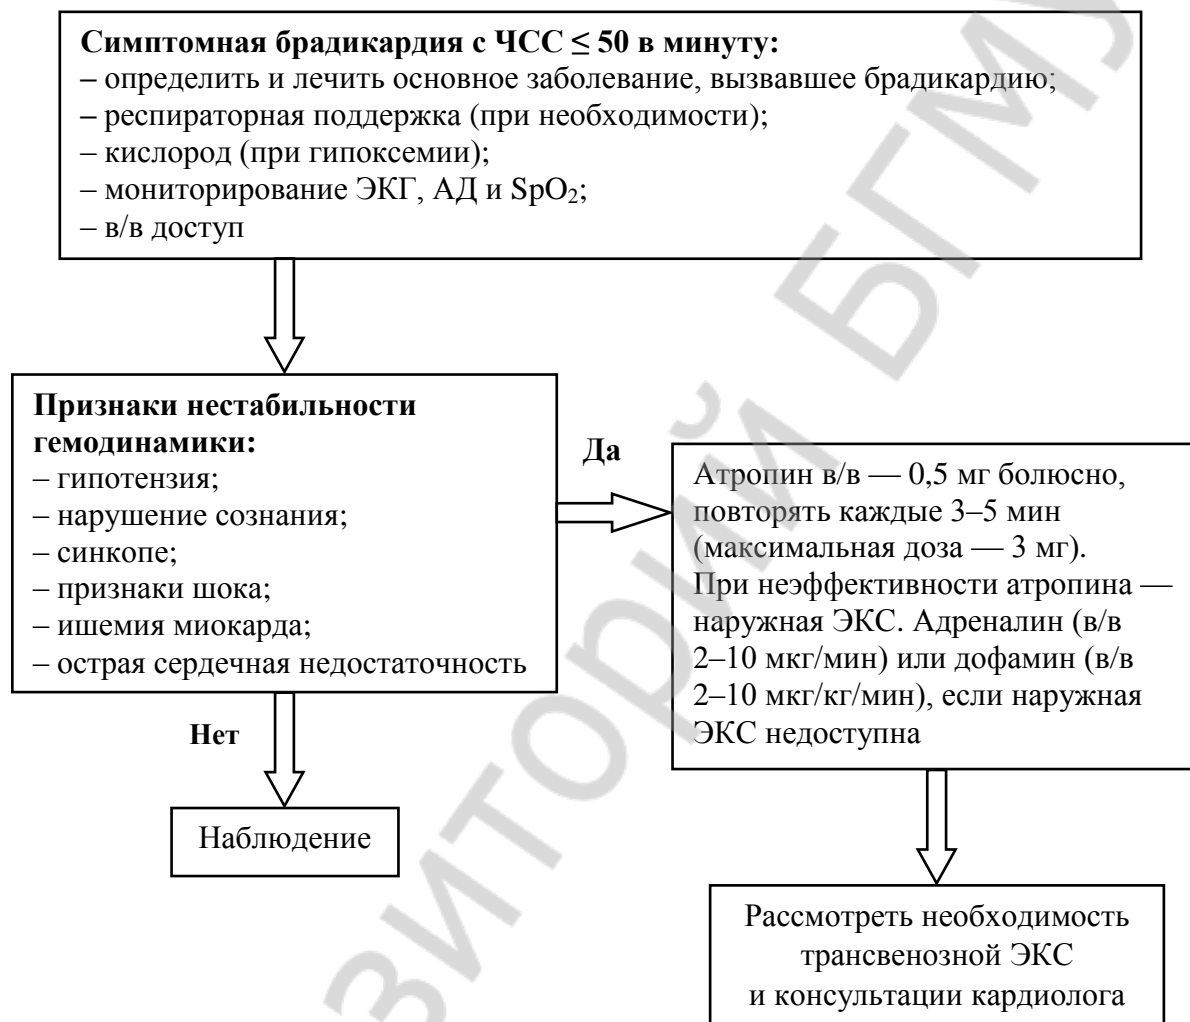 Симптомная брадикардия с ЧСС ≤ 50 в минуту:
– определить и лечить основное заболевание, вызвавшее брадикардию;
– респираторная поддержка (при необходимости);
– кислород (при гипоксемии);
– мониторирование ЭКГ, АД и SpO₂;
– в/в доступ
Признаки нестабильности
гемодинамики:
– гипотензия;
– нарушение сознания;
– синкопе;
– признаки шока;
– ишемия миокарда;
– острая сердечная недостаточность
Да
Атропин в/в — 0,5 мг болюсно,
повторять каждые 3–5 мин
(максимальная доза — 3 мг).
При неэффективности атропина —
наружная ЭКС. Адреналин (в/в
2–10 мкг/мин) или дофамин (в/в
2–10 мкг/кг/мин), если наружная
ЭКС недоступна
Нет
Наблюдение
Рассмотреть необходимость
трансвенозной ЭКС
и консультации кардиолога
зиторий БГМУ